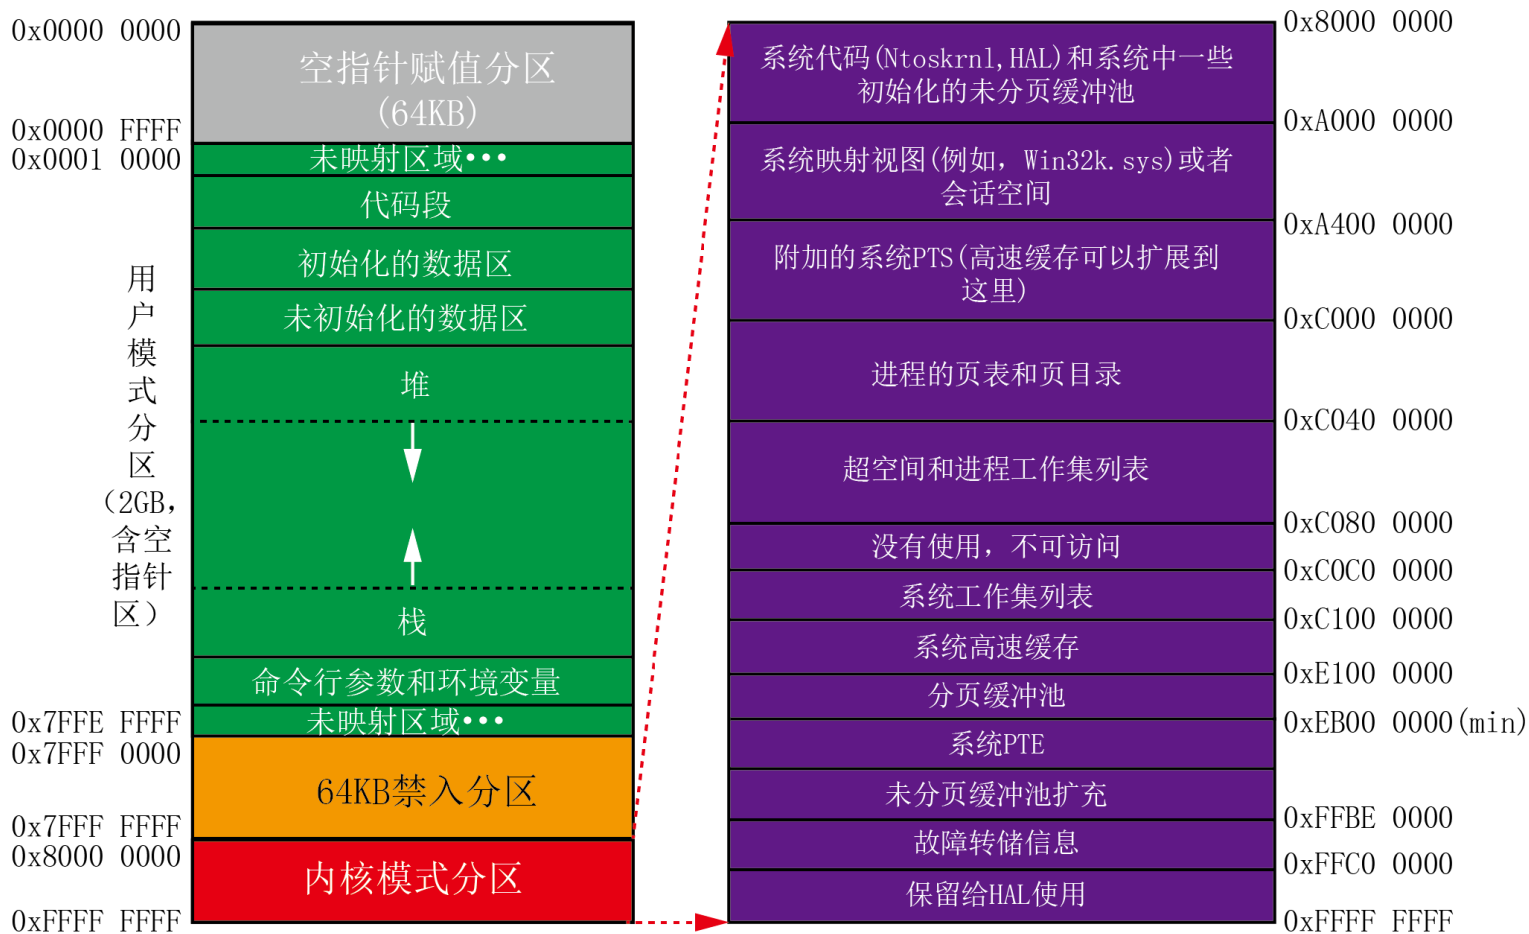 0x0000 0000
空指针赋值分区
(64KB)
0x0000 FFFF
0x0001 0000
未映射区域···
代码段
初始化的数据区
未初始化的数据区
堆
栈
命令行参数和环境变量
0x7FFE FFFF
未映射区域···
0x7FFF 0000
64KB禁入分区
0x7FFF FFFF
0x8000 0000
内核模式分区
0xFFFF FFFF
用
户
模
式
分
区
（2GB，
含空
指针
区）
0x8000 0000
系统代码(Ntoskrnl,HAL)和系统中一些
初始化的未分页缓冲池
0xA000 0000
系统映射视图(例如，Win32k.sys)或者
会话空间
0xA400 0000
附加的系统PTS(高速缓存可以扩展到
这里)
0xC000 0000
进程的页表和页目录
0xC040 0000
超空间和进程工作集列表
0xC080 0000
没有使用，不可访问
0xC0C0 0000
系统工作集列表
0xC100 0000
系统高速缓存
0xE100 0000
分页缓冲池
0xEB00 0000(min)
系统PTE
未分页缓冲池扩充
0xFFBE 0000
故障转储信息
0xFFC0 0000
保留给HAL使用
0xFFFF FFFF